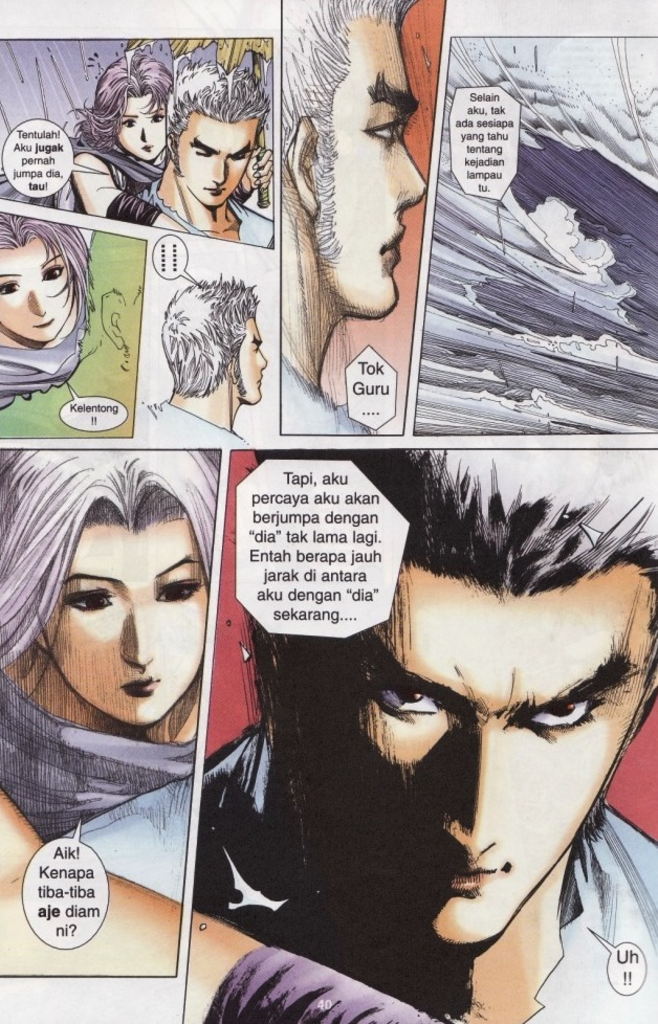 Tentulah!
Aku jugak
pernah
jumpa dia,
tau!
Kelentong
!!
Tok
Guru
....
Selain
aku, tak
ada sesiapa
yang tahu
tentang
kejadian
lampau
tu.
Aik!
Kenapa
tiba-tiba
aje diam
ni?
Tapi, aku
percaya aku akan
berjumpa dengan
"dia" tak lama lagi.
Entah berapa jauh
jarak di antara
aku dengan "dia"
sekarang....
Uh
!!
40